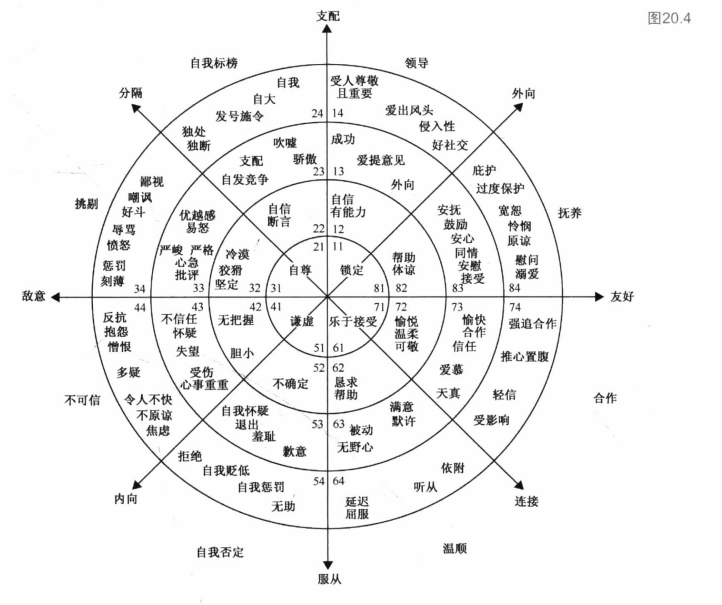 图20.4
支配
自我标榜
领导
分隔
外向
自我
自大
发号施令
24
14
受人尊敬
且重要
爱出风头
侵入性
好社交
独处
独断
吹嘘
支配
骄傲
自发竞争
23
13
成功
爱提意见
外向
庇护
过度保护
挑剔
抚养
鄙视
嘲讽
好斗
辱骂
愤怒
惩罚
刻薄
34
优越感
易怒
严峻 严格
心急
批评
33
自信
断言
22
12
自信
有能力
安抚
鼓励
安心
同情
安慰
接受
83
宽恕
怜悯
原谅
慰问
溺爱
84
冷漠
狡猾
坚定
32
21
11
自尊
锁定
31
81
帮助
体谅
82
敌意
友好
44
反抗
抱怨
憎恨
多疑
43
不信任
怀疑
失望
受伤
心事重重
42
无把握
胆小
41
谦虚
51
71
乐于接受
61
72
愉悦
温柔
可敬
73
愉快
合作
信任
爱慕
天真
74
强迫合作
推心置腹
轻信
受影响
不可信
合作
令人不快
不原谅
焦虑
52
不确定
62
恳求
帮助
满意
默许
自我怀疑
退出
羞耻
歉意
53
63
被动
无野心
拒绝
自我贬低
自我惩罚
无助
54
64
延迟
屈服
听从
依附
内向
连接
自我否定
温顺
服从